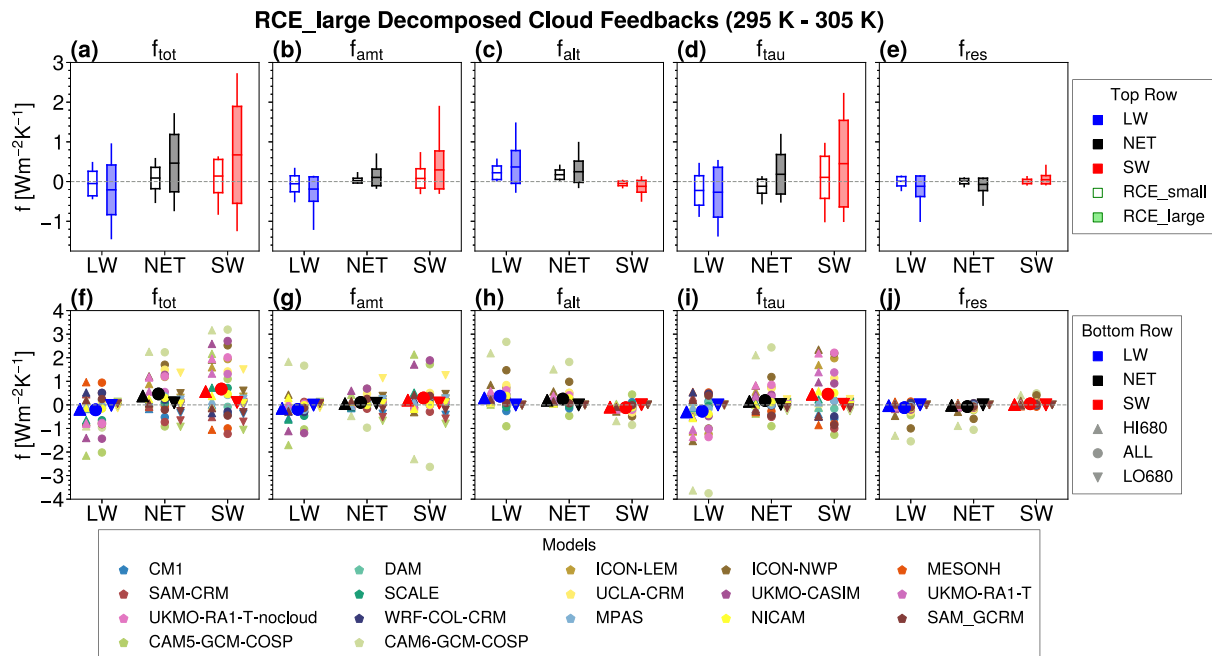 RCE_large Decomposed Cloud Feedbacks (295 K - 305 K)
(a) f_tot (b) f_amt (c) f_alt (d) f_tau (e) f_res
f [Wm⁻²K⁻¹]
3
2
1
0
−1
LW NET SW LW NET SW LW NET SW LW NET SW LW NET SW
Top Row
LW
NET
SW
RCE_small
RCE_large
(f) f_tot (g) f_amt (h) f_alt (i) f_tau (j) f_res
f [Wm⁻²K⁻¹]
4
3
2
1
0
−1
−2
−3
−4
LW NET SW LW NET SW LW NET SW LW NET SW LW NET SW
Bottom Row
LW
NET
SW
HI680
ALL
LO680
Models
CM1 DAM ICON-LEM ICON-NWP MESONH
SAM-CRM SCALE UCLA-CRM UKMO-CASIM UKMO-RA1-T
UKMO-RA1-T-nocloud WRF-COL-CRM MPAS NICAM SAM_GCRM
CAM5-GCM-COSP CAM6-GCM-COSP